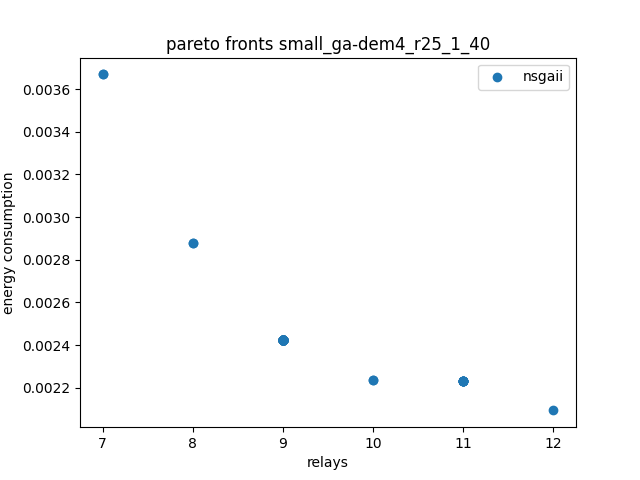 pareto fronts small_ga-dem4_r25_1_40
nsgaii
energy consumption
0.0036
0.0034
0.0032
0.0030
0.0028
0.0026
0.0024
0.0022
7 8 9 10 11 12
relays